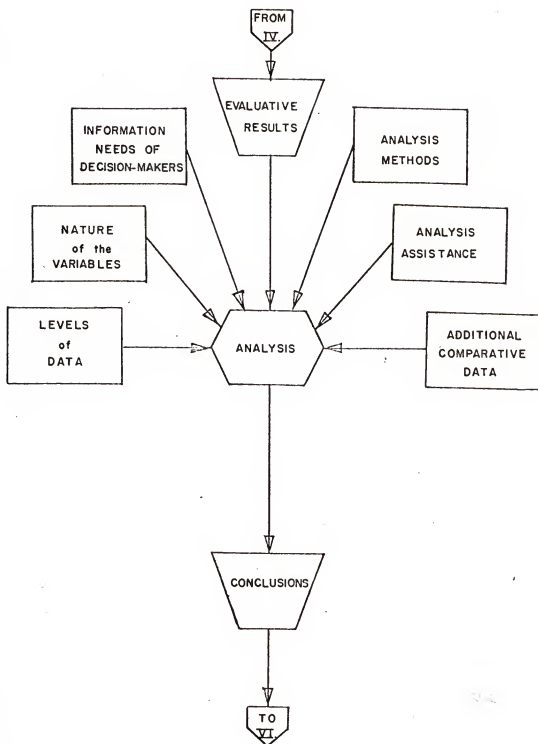 FROM
IV.
EVALUATIVE
RESULTS
INFORMATION
NEEDS OF
DECISION-MAKERS
ANALYSIS
METHODS
NATURE
of the
VARIABLES
ANALYSIS
ASSISTANCE
LEVELS
of
DATA
ANALYSIS
ADDITIONAL
COMPARATIVE
DATA
CONCLUSIONS
TO
VI.